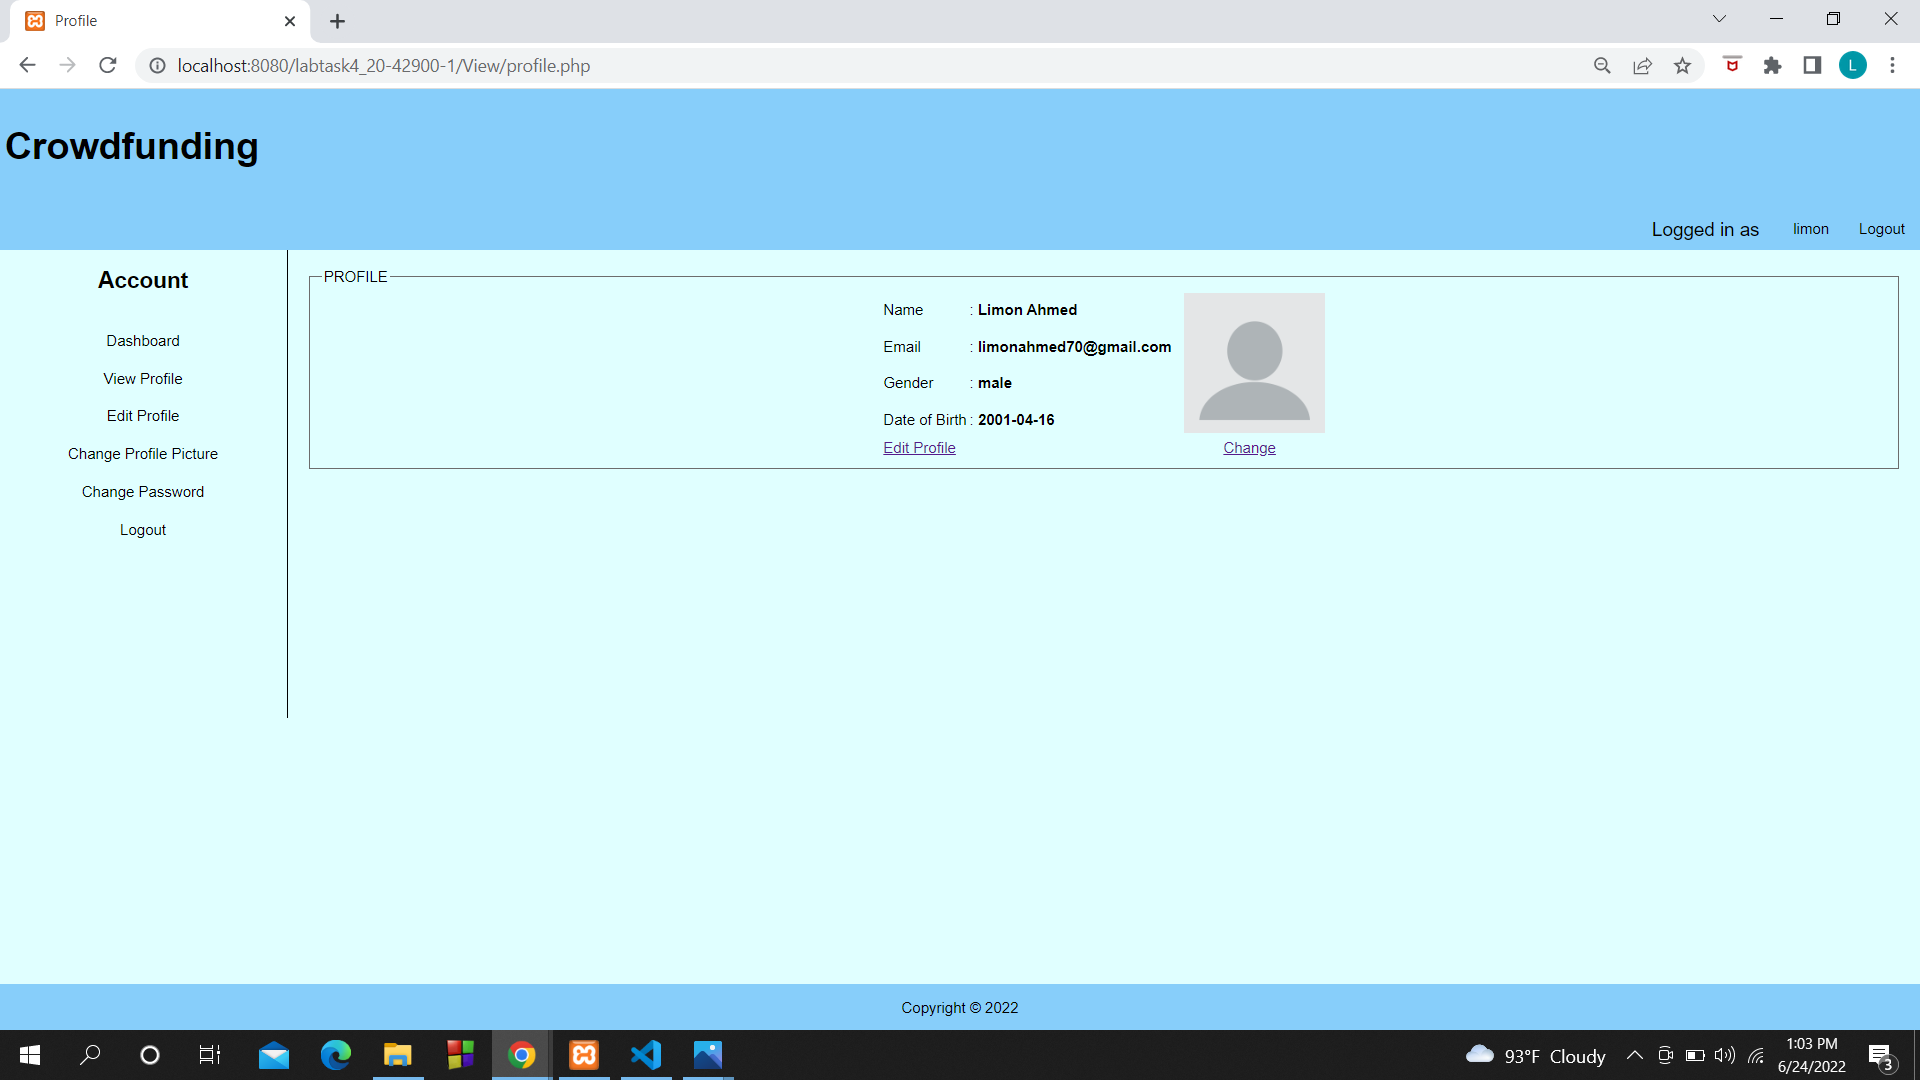 Profile
localhost:8080/labtask4_20-42900-1/View/profile.php
L
Crowdfunding
Logged in as limon Logout
Account
Dashboard
View Profile
Edit Profile
Change Profile Picture
Change Password
Logout
PROFILE
Name : Limon Ahmed
Email : limonahmed70@gmail.com
Gender : male
Date of Birth : 2001-04-16
Edit Profile Change
Copyright © 2022
93°F Cloudy
1:03 PM
6/24/2022
3